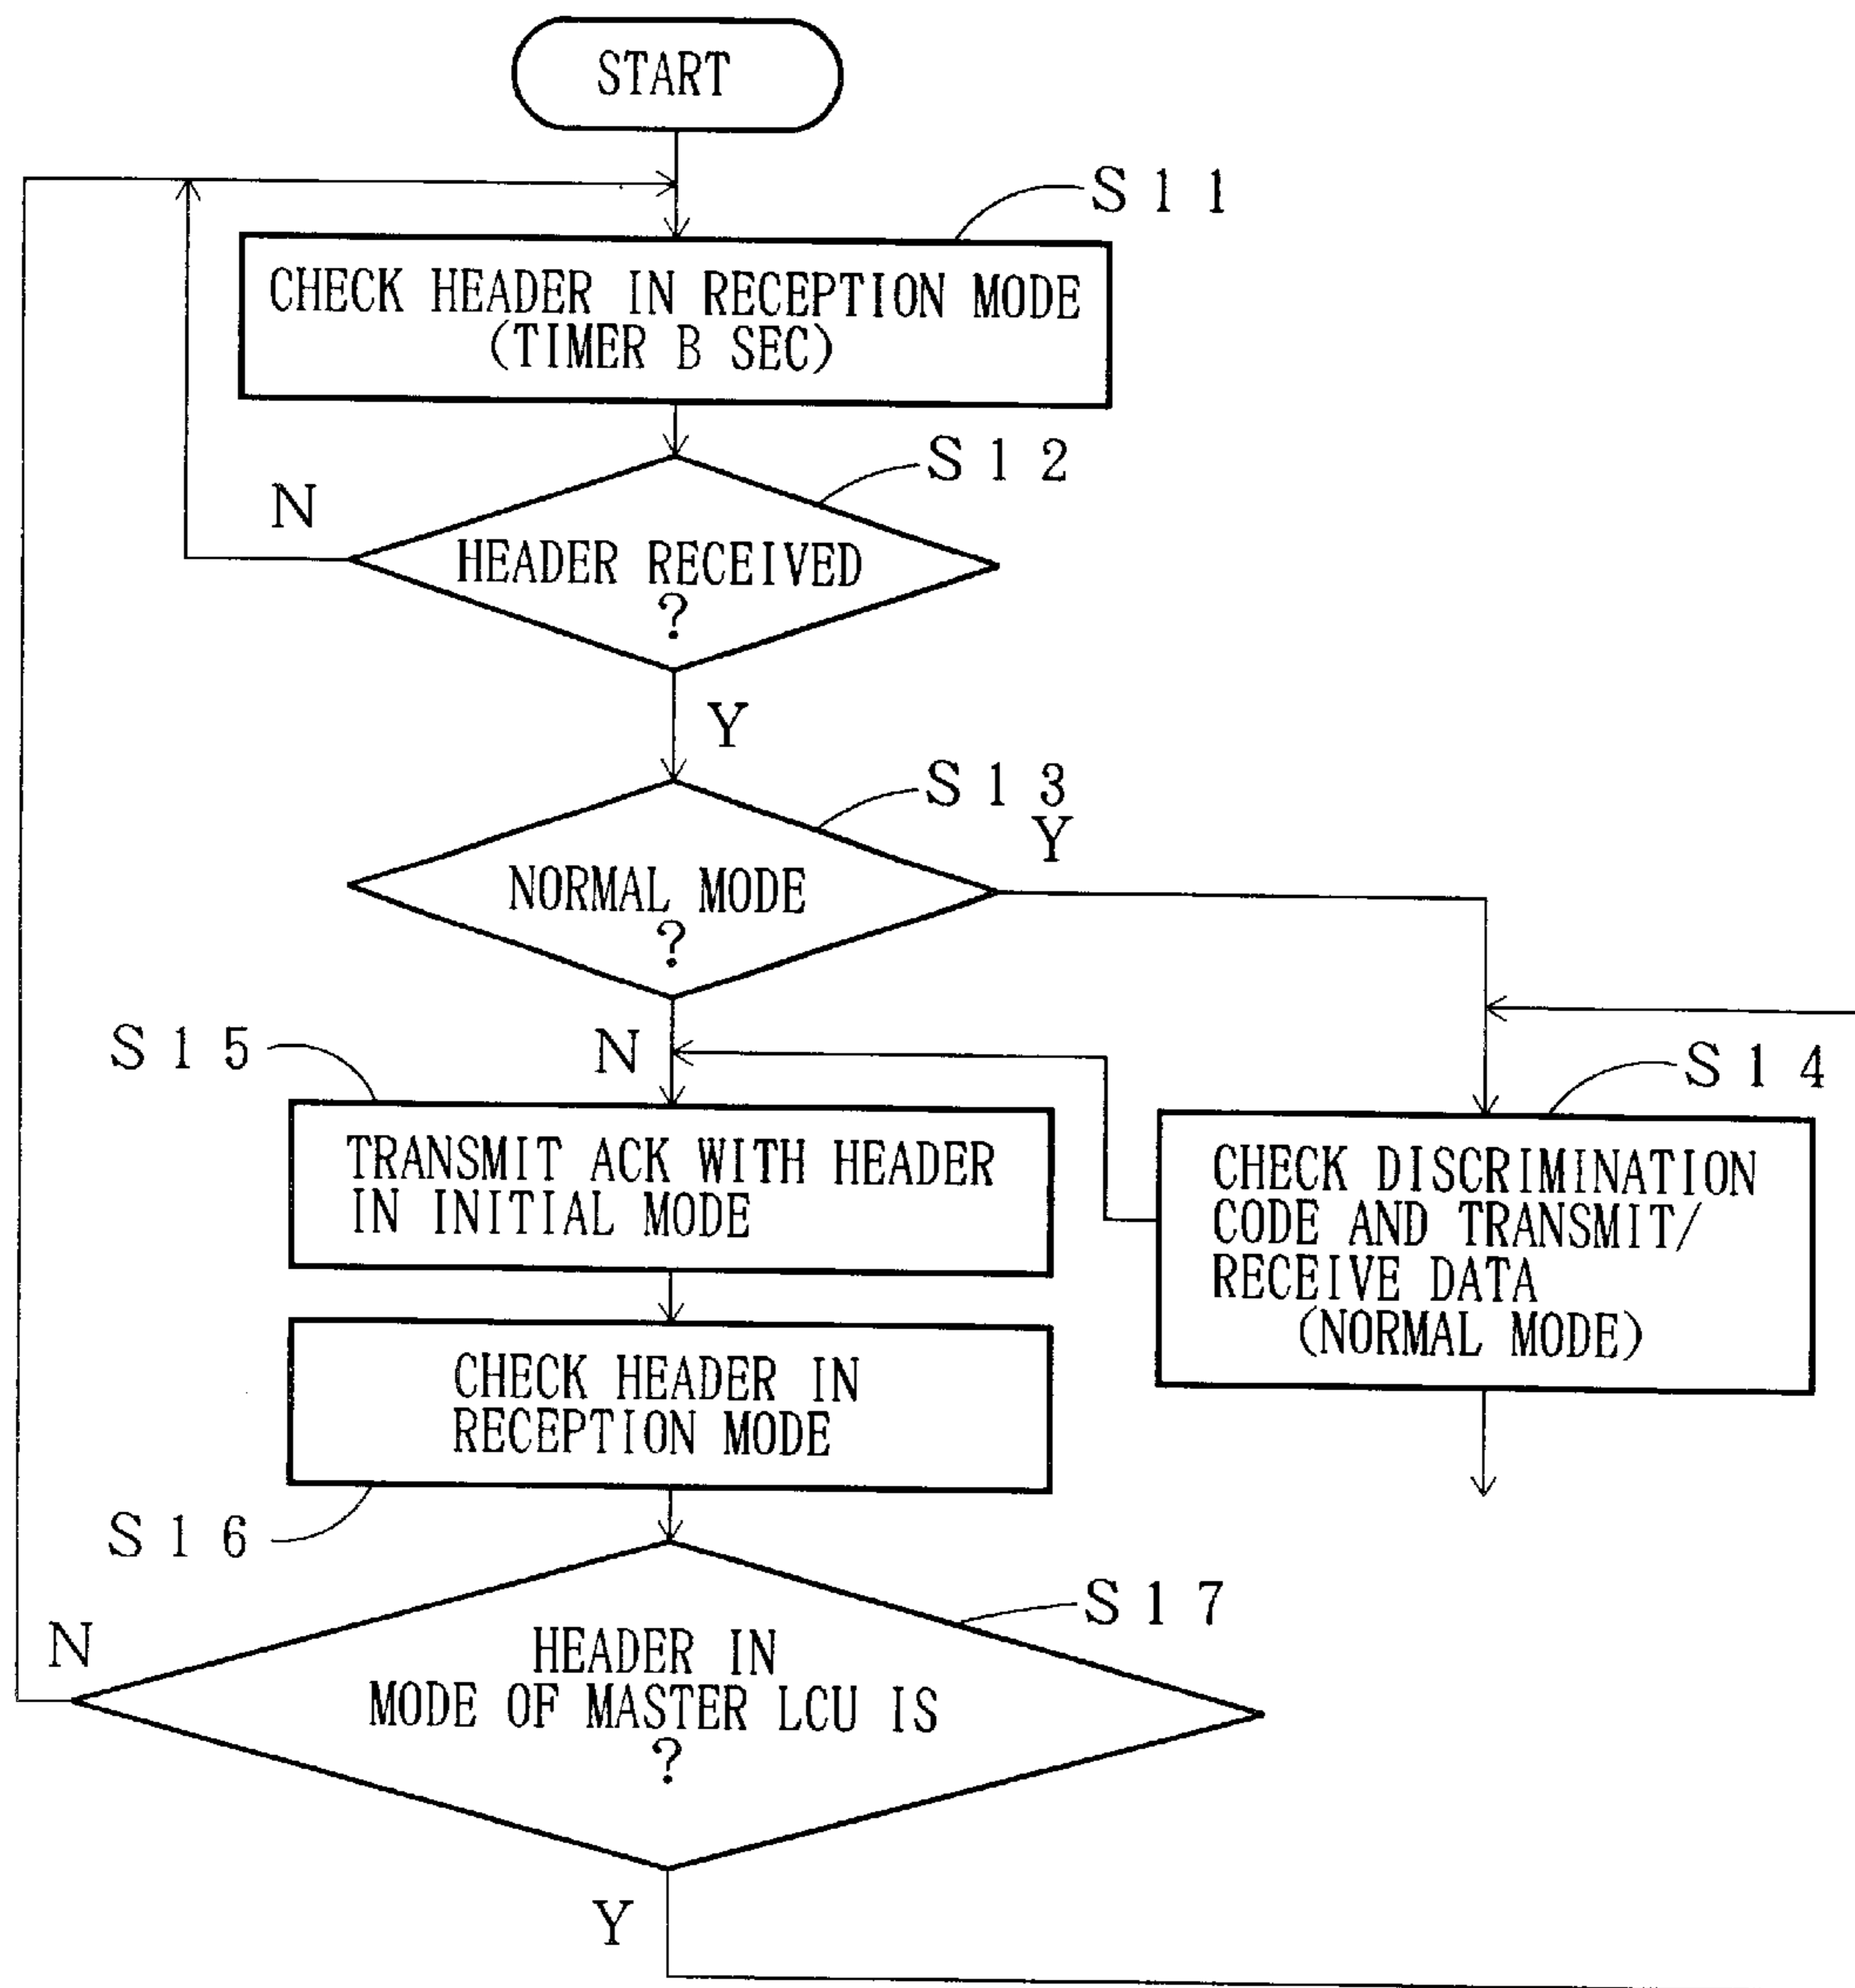 START
S11
CHECK HEADER IN RECEPTION MODE
(TIMER B SEC)
S12
N
HEADER RECEIVED
?
Y
S13
Y
NORMAL MODE
?
N
S15
S14
TRANSMIT ACK WITH HEADER
IN INITIAL MODE
CHECK DISCRIMINATION
CODE AND TRANSMIT/
RECEIVE DATA
(NORMAL MODE)
CHECK HEADER IN
RECEPTION MODE
S16
S17
N
HEADER IN
MODE OF MASTER LCU IS
?
Y